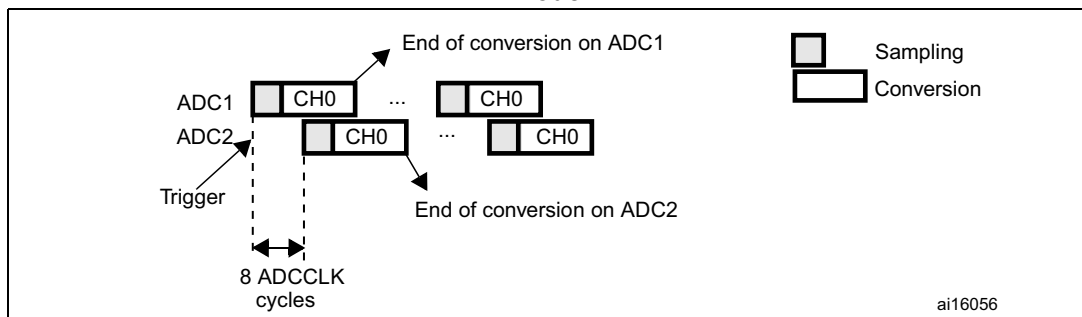 End of conversion on ADC1
Sampling
Conversion
ADC1
CH0
...
CH0
ADC2
CH0
...
CH0
Trigger
End of conversion on ADC2
8 ADCCLK
cycles
ai16056